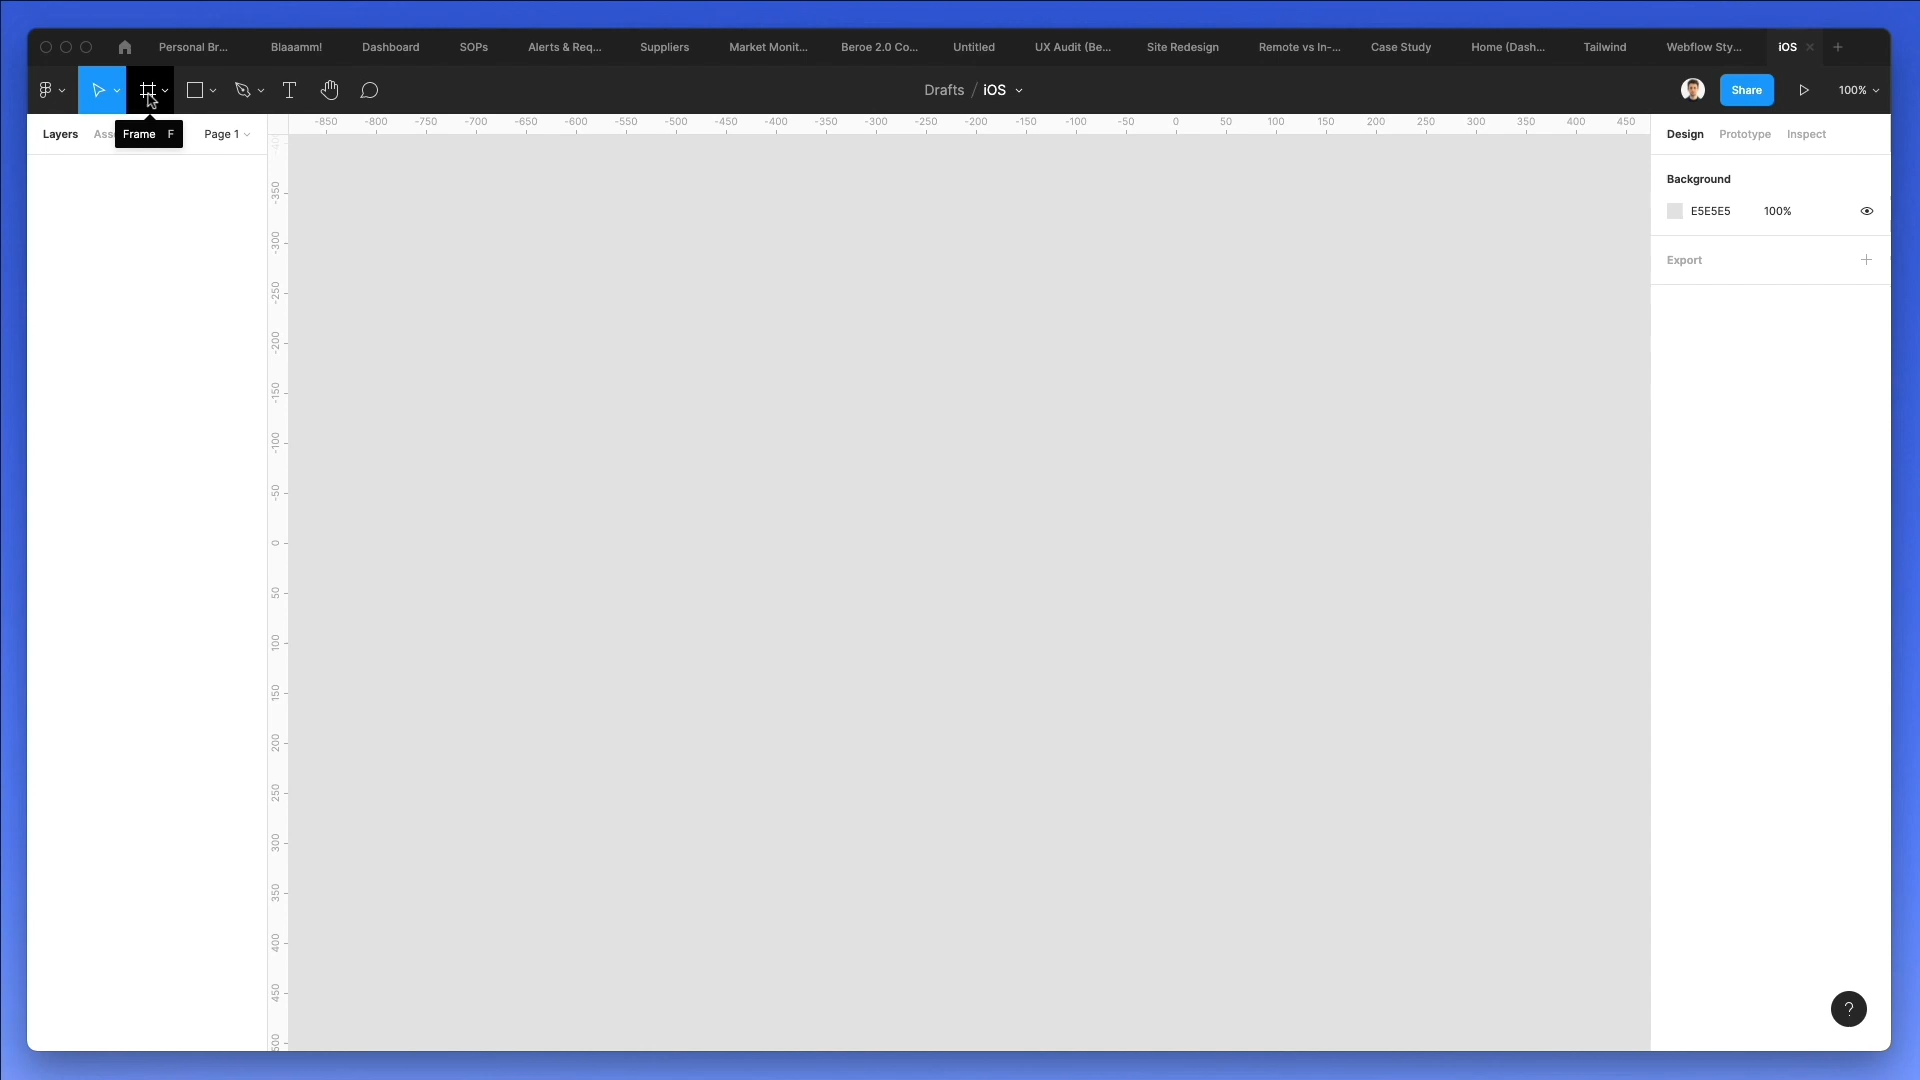 Personal Br...
Blaaamm!
Dashboard
SOPs
Alerts & Req...
Suppliers
Market Monit...
Beroe 2.0 Co...
Untitled
UX Audit (Be...
Site Redesign
Remote vs In-...
Case Study
Home (Dash...
Tailwind
Webflow Sty...
iOS
T
Drafts / iOS
Share
100%
Layers
Ass
Frame F
Page 1
-850 -800 -750 -700 -650 -600 -550 -500 -450 -400 -350 -300 -250 -200 -150 -100 -50 0 50 100 150 200 250 300 350 400 450
-350
-300
-250
-200
-150
-100
-50
0
50
100
150
200
250
300
350
400
450
Design Prototype Inspect
Background
E5E5E5 100%
Export
?